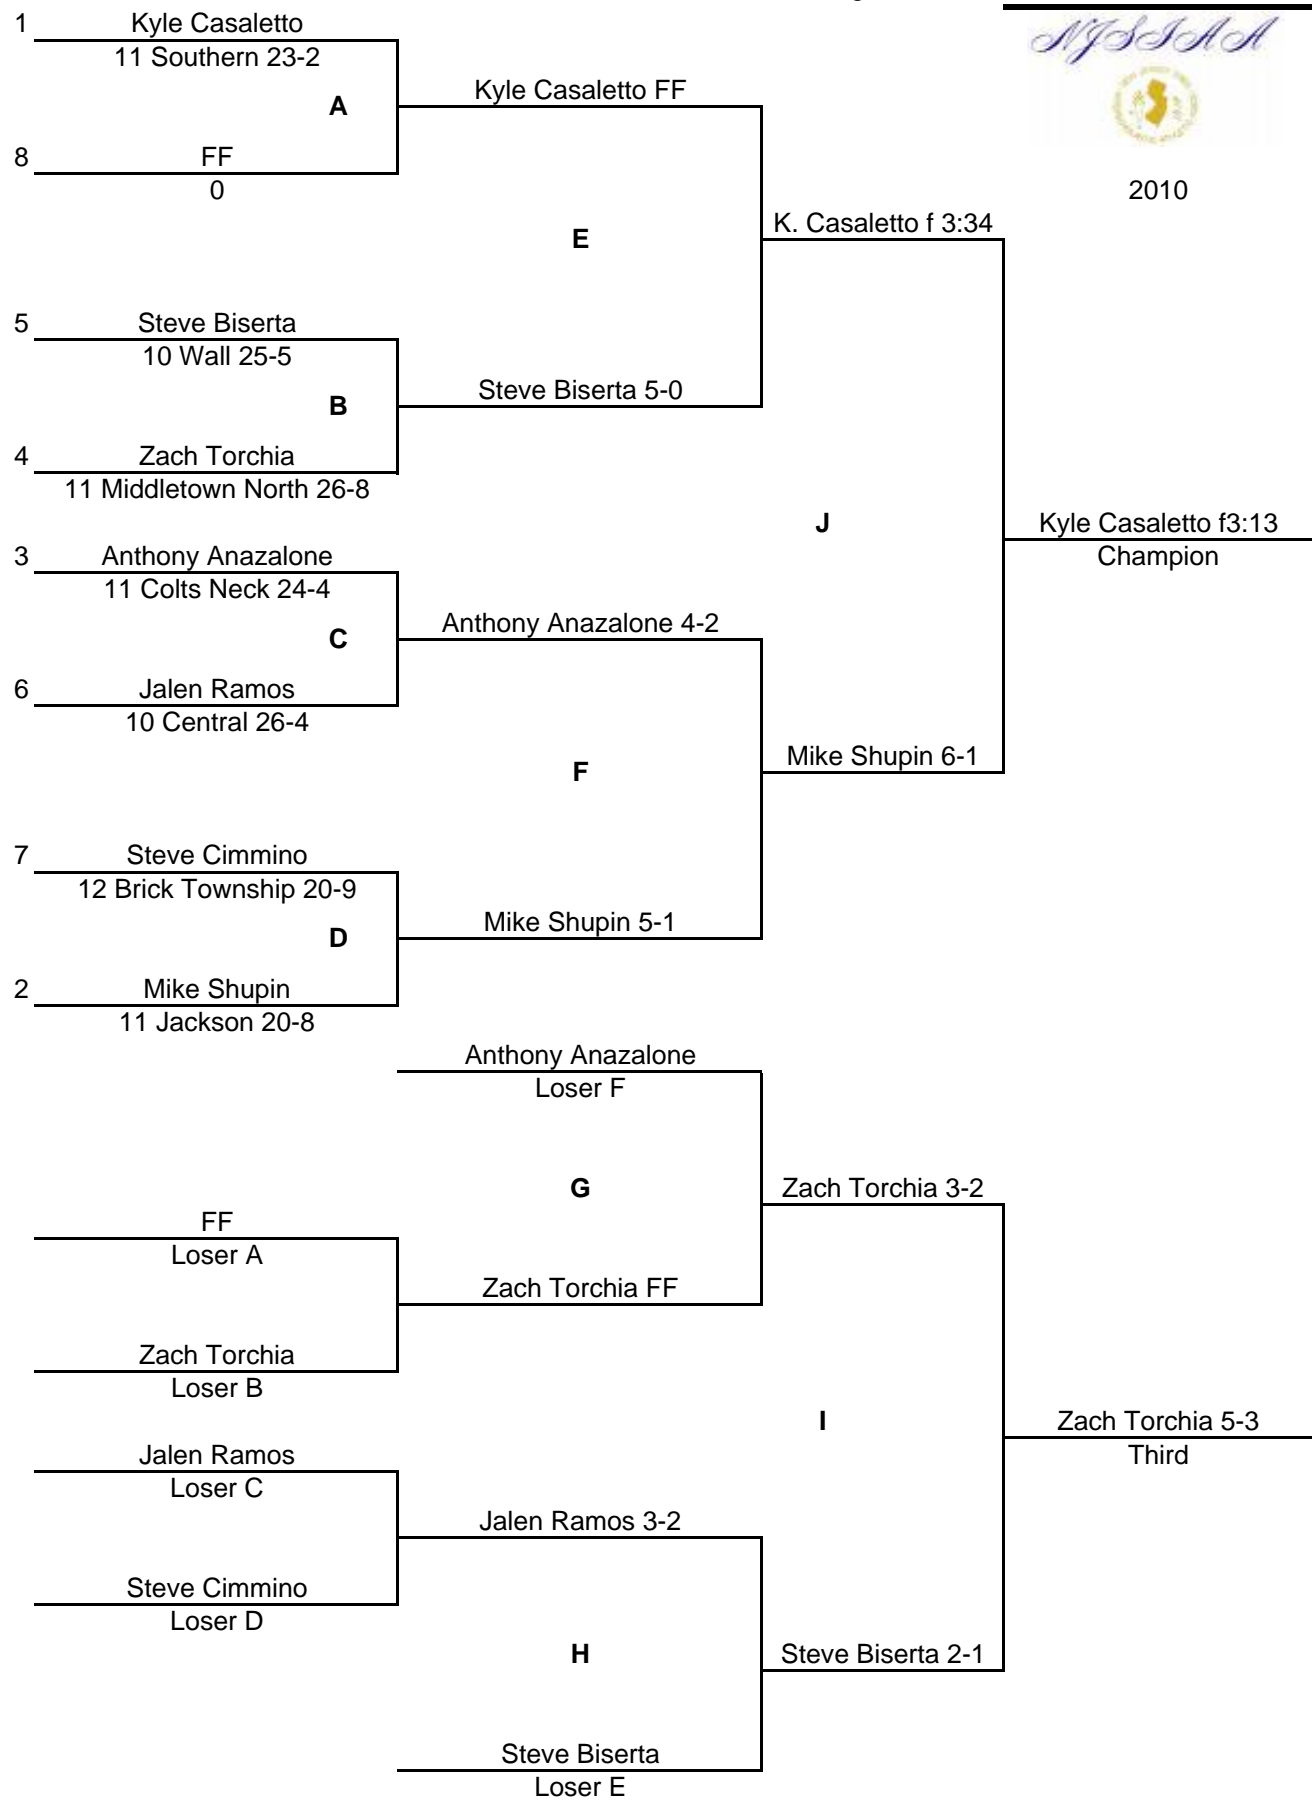 NJSIAA
2010
1 Kyle Casaletto
11 Southern 23-2
A
Kyle Casaletto FF
8 FF
0
E
K. Casaletto f 3:34
5 Steve Biserta
10 Wall 25-5
B
Steve Biserta 5-0
4 Zach Torchia
11 Middletown North 26-8
J
Kyle Casaletto f3:13
Champion
3 Anthony Anazalone
11 Colts Neck 24-4
C
Anthony Anazalone 4-2
6 Jalen Ramos
10 Central 26-4
F
Mike Shupin 6-1
7 Steve Cimmino
12 Brick Township 20-9
D
Mike Shupin 5-1
2 Mike Shupin
11 Jackson 20-8
Anthony Anazalone
Loser F
G
Zach Torchia 3-2
FF
Loser A
Zach Torchia FF
Zach Torchia
Loser B
I
Zach Torchia 5-3
Third
Jalen Ramos
Loser C
Jalen Ramos 3-2
Steve Cimmino
Loser D
H
Steve Biserta 2-1
Steve Biserta
Loser E